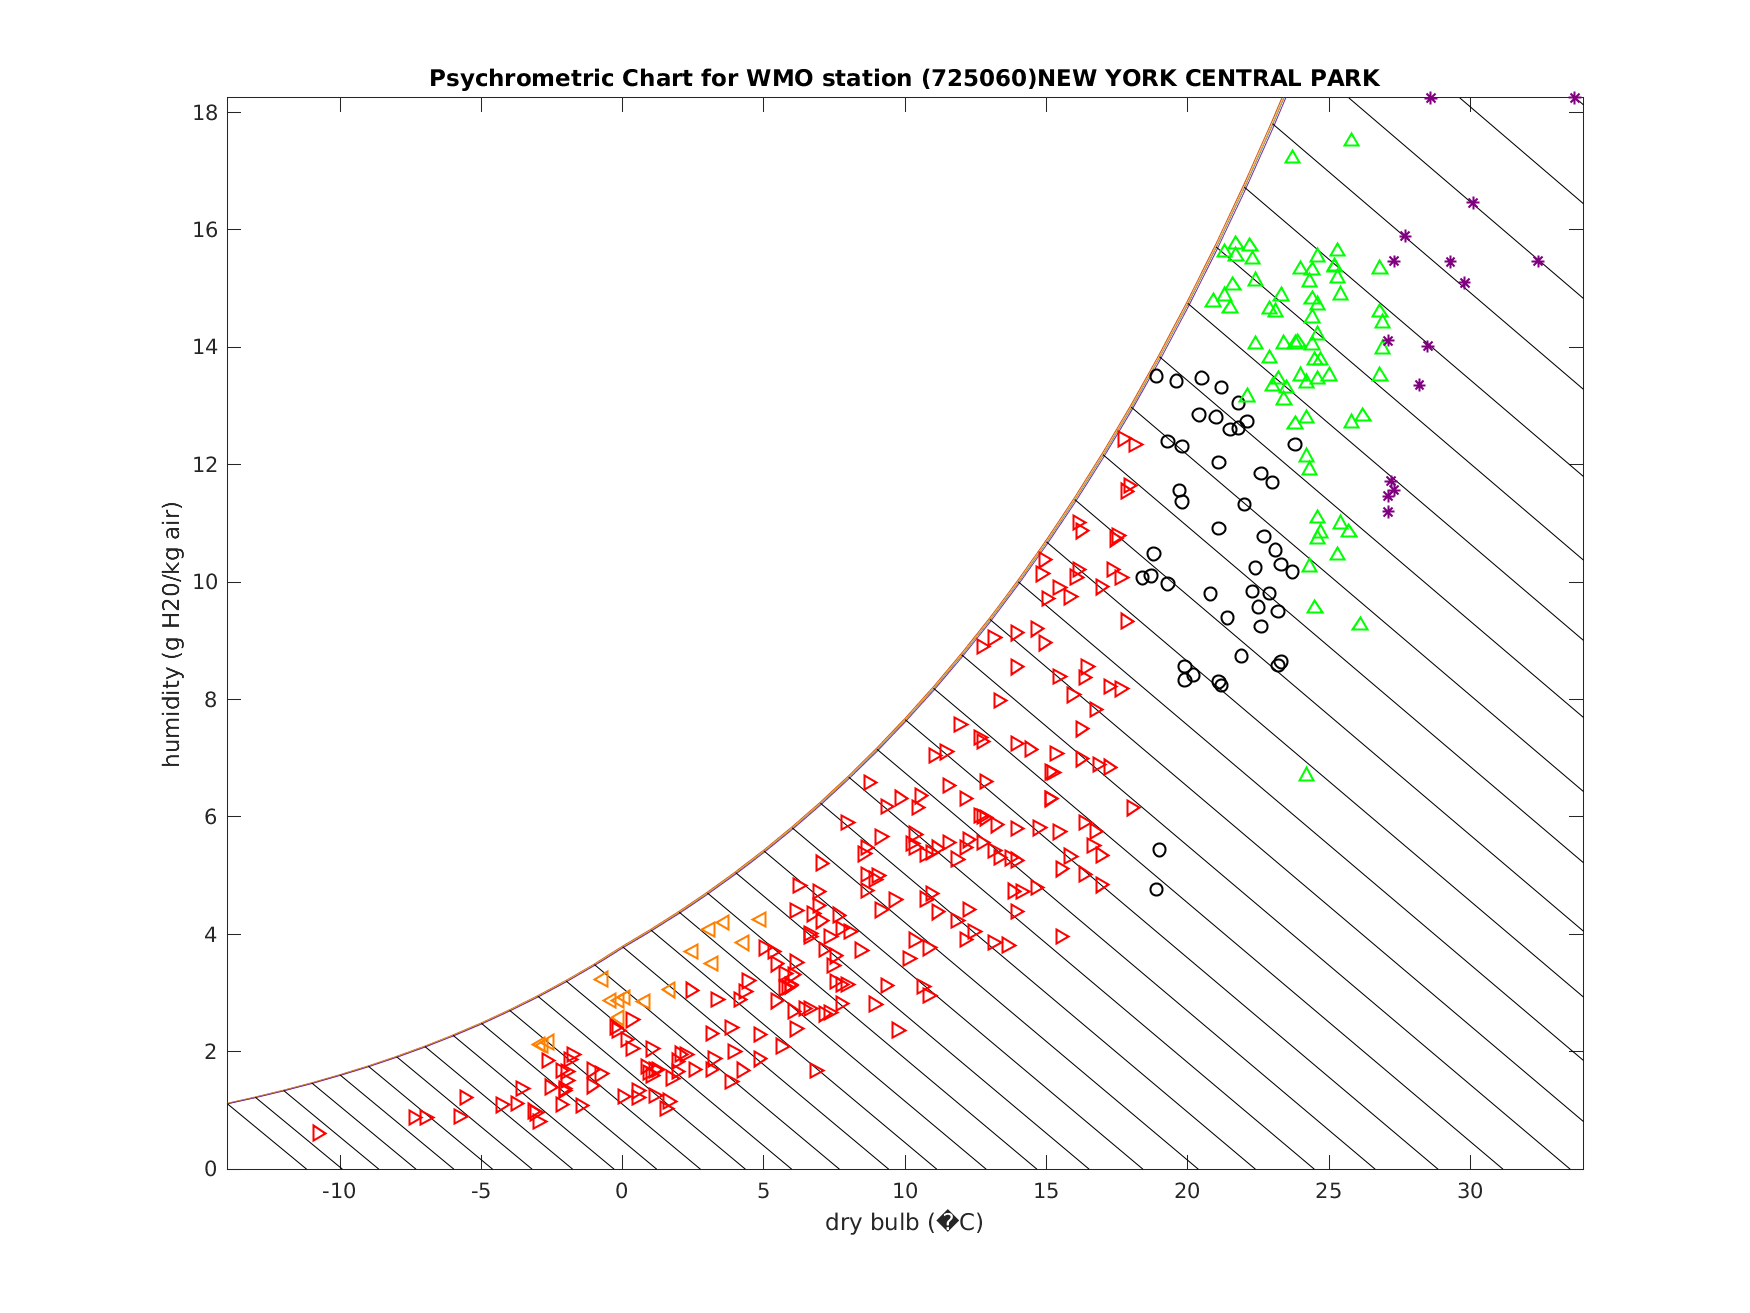 Psychrometric Chart for WMO station (725060)NEW YORK CENTRAL PARK
humidity (g H20/kg air)
18
16
14
12
10
8
6
4
2
0
-10 -5 0 5 10 15 20 25 30
dry bulb (�C)